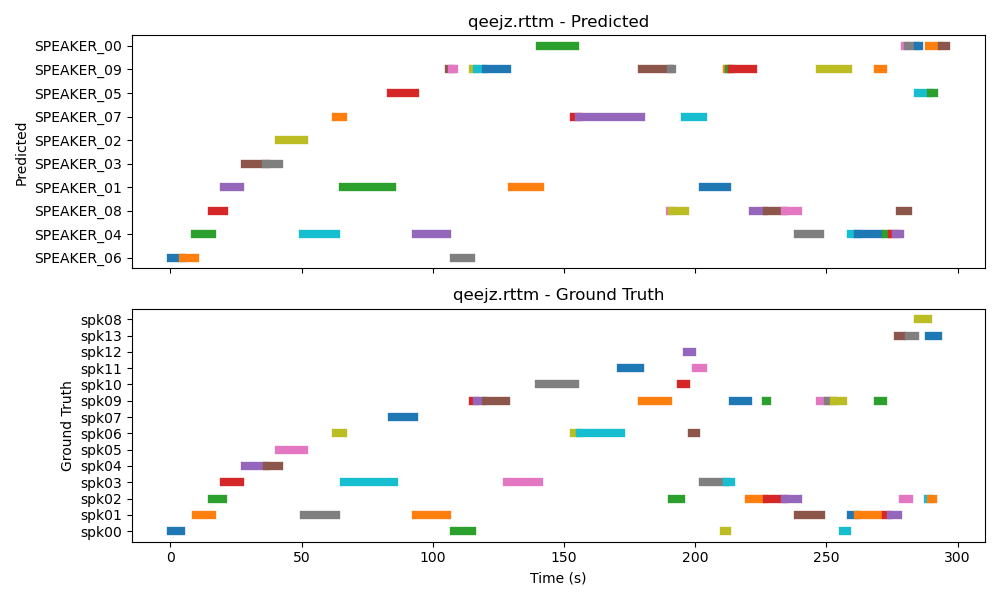 qeejz.rttm - Predicted
SPEAKER_00
SPEAKER_09
SPEAKER_05
SPEAKER_07
SPEAKER_02
SPEAKER_03
SPEAKER_01
SPEAKER_08
SPEAKER_04
SPEAKER_06
Predicted
qeejz.rttm - Ground Truth
spk08
spk13
spk12
spk11
spk10
spk09
spk07
spk06
spk05
spk04
spk03
spk02
spk01
spk00
Ground Truth
0 50 100 150 200 250 300
Time (s)